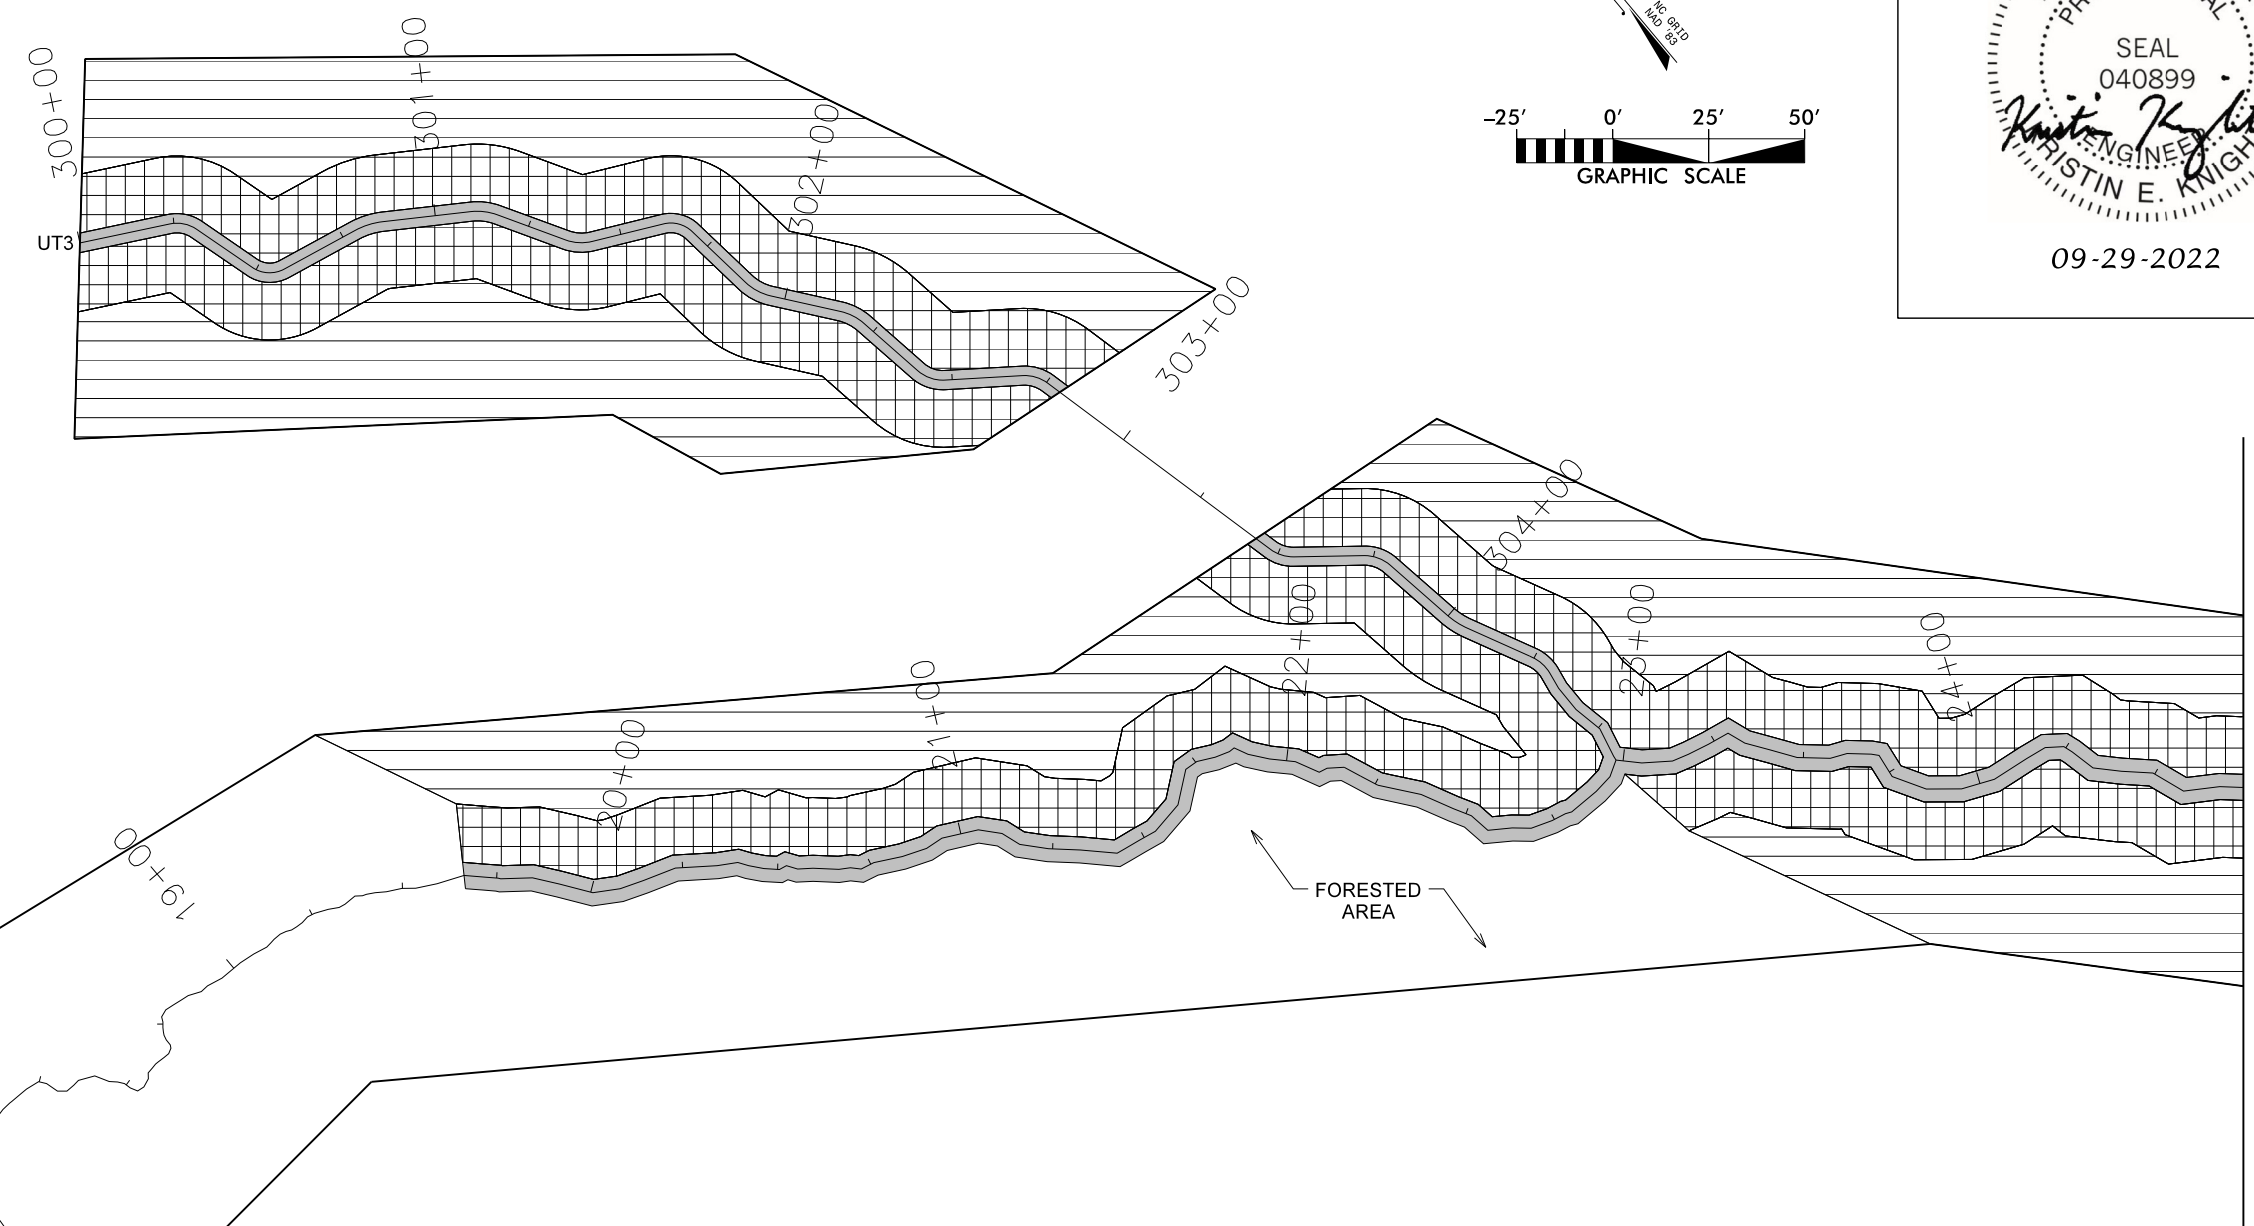 300+00
301+00
302+00
303+00
UT3
NC GRID
NAD '83
-25' 0' 25' 50'
GRAPHIC SCALE
SEAL
040899
ENGINEER
KRISTIN E. KNIGH
09-29-2022
304+00
19+00
20+00
21+00
22+00
23+00
24+00
FORESTED
AREA